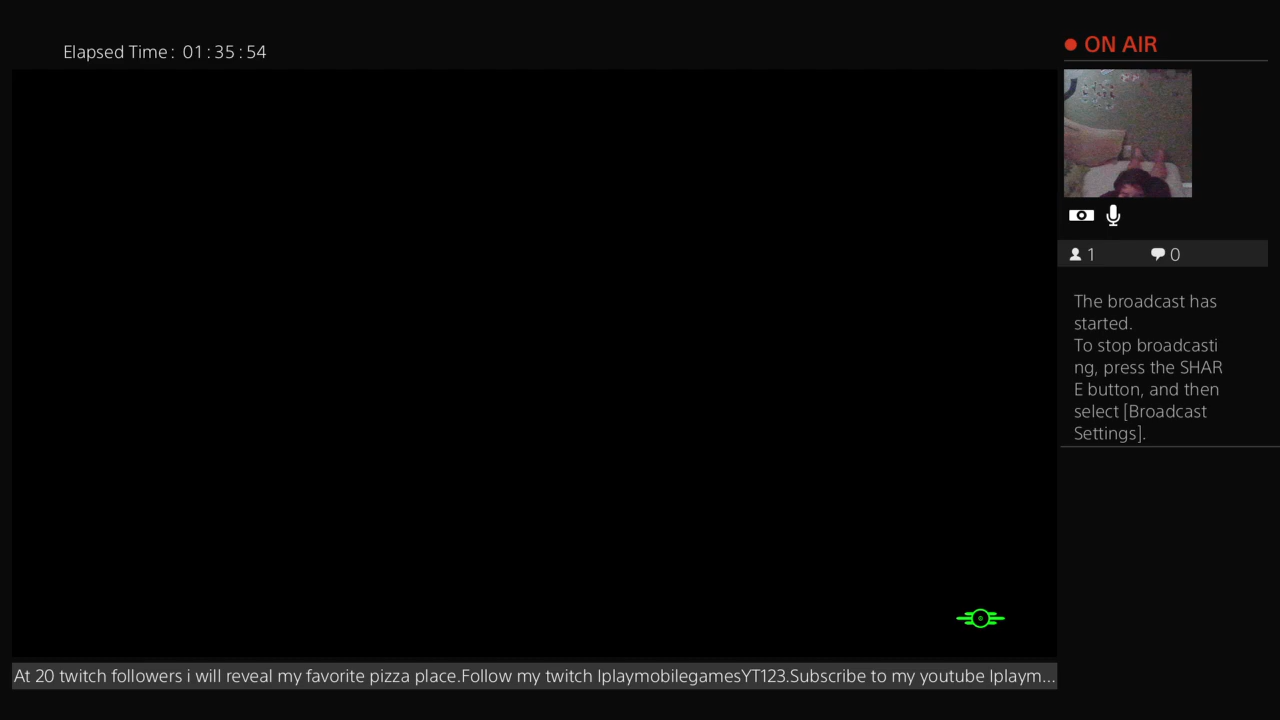 Elapsed Time: 01:35:54
ON AIR
1 0
The broadcast has
started.
To stop broadcasti
ng, press the SHAR
E button, and then
select [Broadcast
Settings].
At 20 twitch followers i will reveal my favorite pizza place.Follow my twitch IplaymobilegamesYT123.Subscribe to my youtube Iplaym...